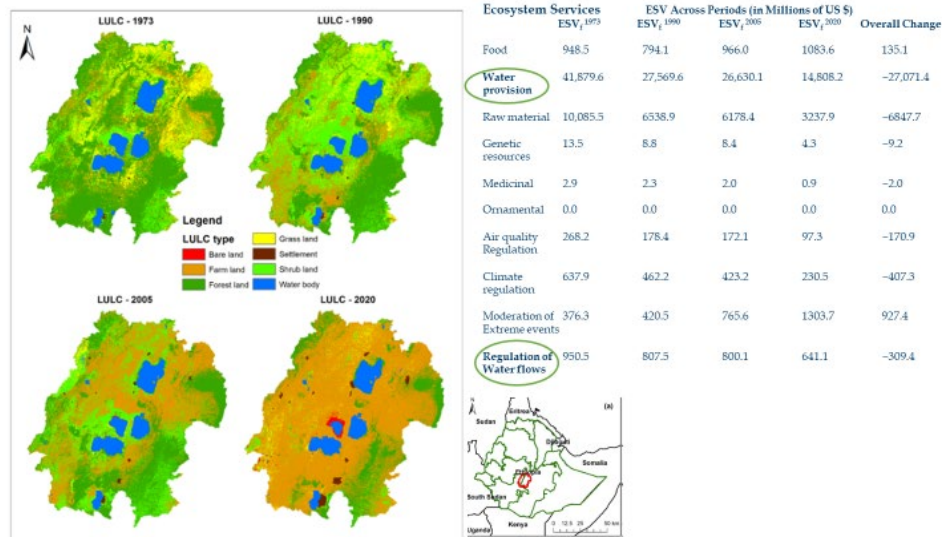 LULC - 1973
LULC - 1990
N
Legend
LULC type
Bare land
Farm land
Forest land
Grass land
Settlement
Shrub land
Water body
LULC - 2005
LULC - 2020
Ecosystem Services ESV Across Periods (in Millions of US $)
ESVf 1973 ESVf 1990 ESVf 2005 ESVf 2020 Overall Change
Food 948.5 794.1 966.0 1083.6 135.1
Water provision 41,879.6 27,569.6 26,630.1 14,808.2 −27,071.4
Raw material 10,085.5 6538.9 6178.4 3237.9 −6847.7
Genetic resources 13.5 8.8 8.4 4.3 −9.2
Medicinal 2.9 2.3 2.0 0.9 −2.0
Ornamental 0.0 0.0 0.0 0.0 0.0
Air quality Regulation 268.2 178.4 172.1 97.3 −170.9
Climate regulation 637.9 462.2 423.2 230.5 −407.3
Moderation of Extreme events 376.3 420.5 765.6 1303.7 927.4
Regulation of Water flows 950.5 807.5 800.1 641.1 −309.4
N
(a)
Eritrea
Sudan
Djibouti
Somalia
Ethiopia
South Sudan
Uganda
Kenya
0 12.5 25 50 km